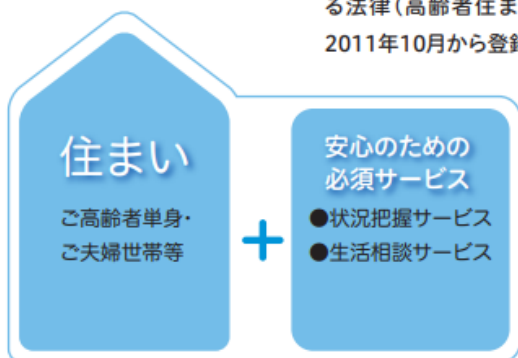 る法律（高齢者住ま
2011年10月から登
住まい
ご高齢者単身・
ご夫婦世帯等
+
安心のための
必須サービス
●状況把握サービス
●生活相談サービス